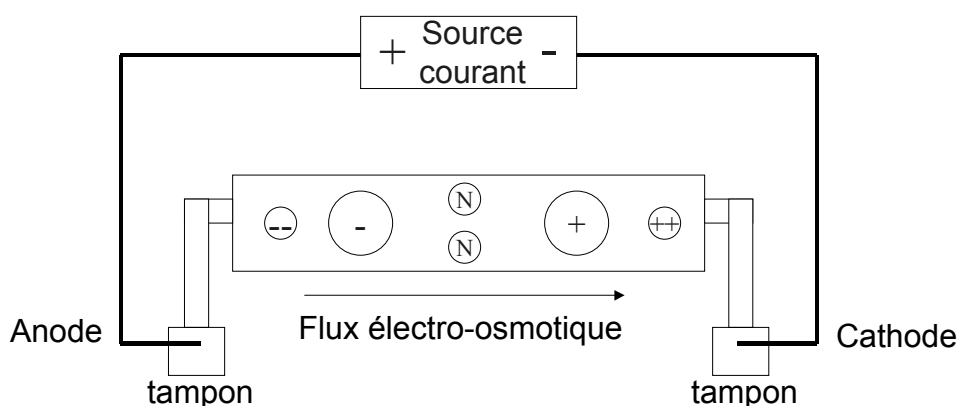 + Source -
courant
-- - N + ++
N
Flux électro-osmotique
Anode
Cathode
tampon
tampon